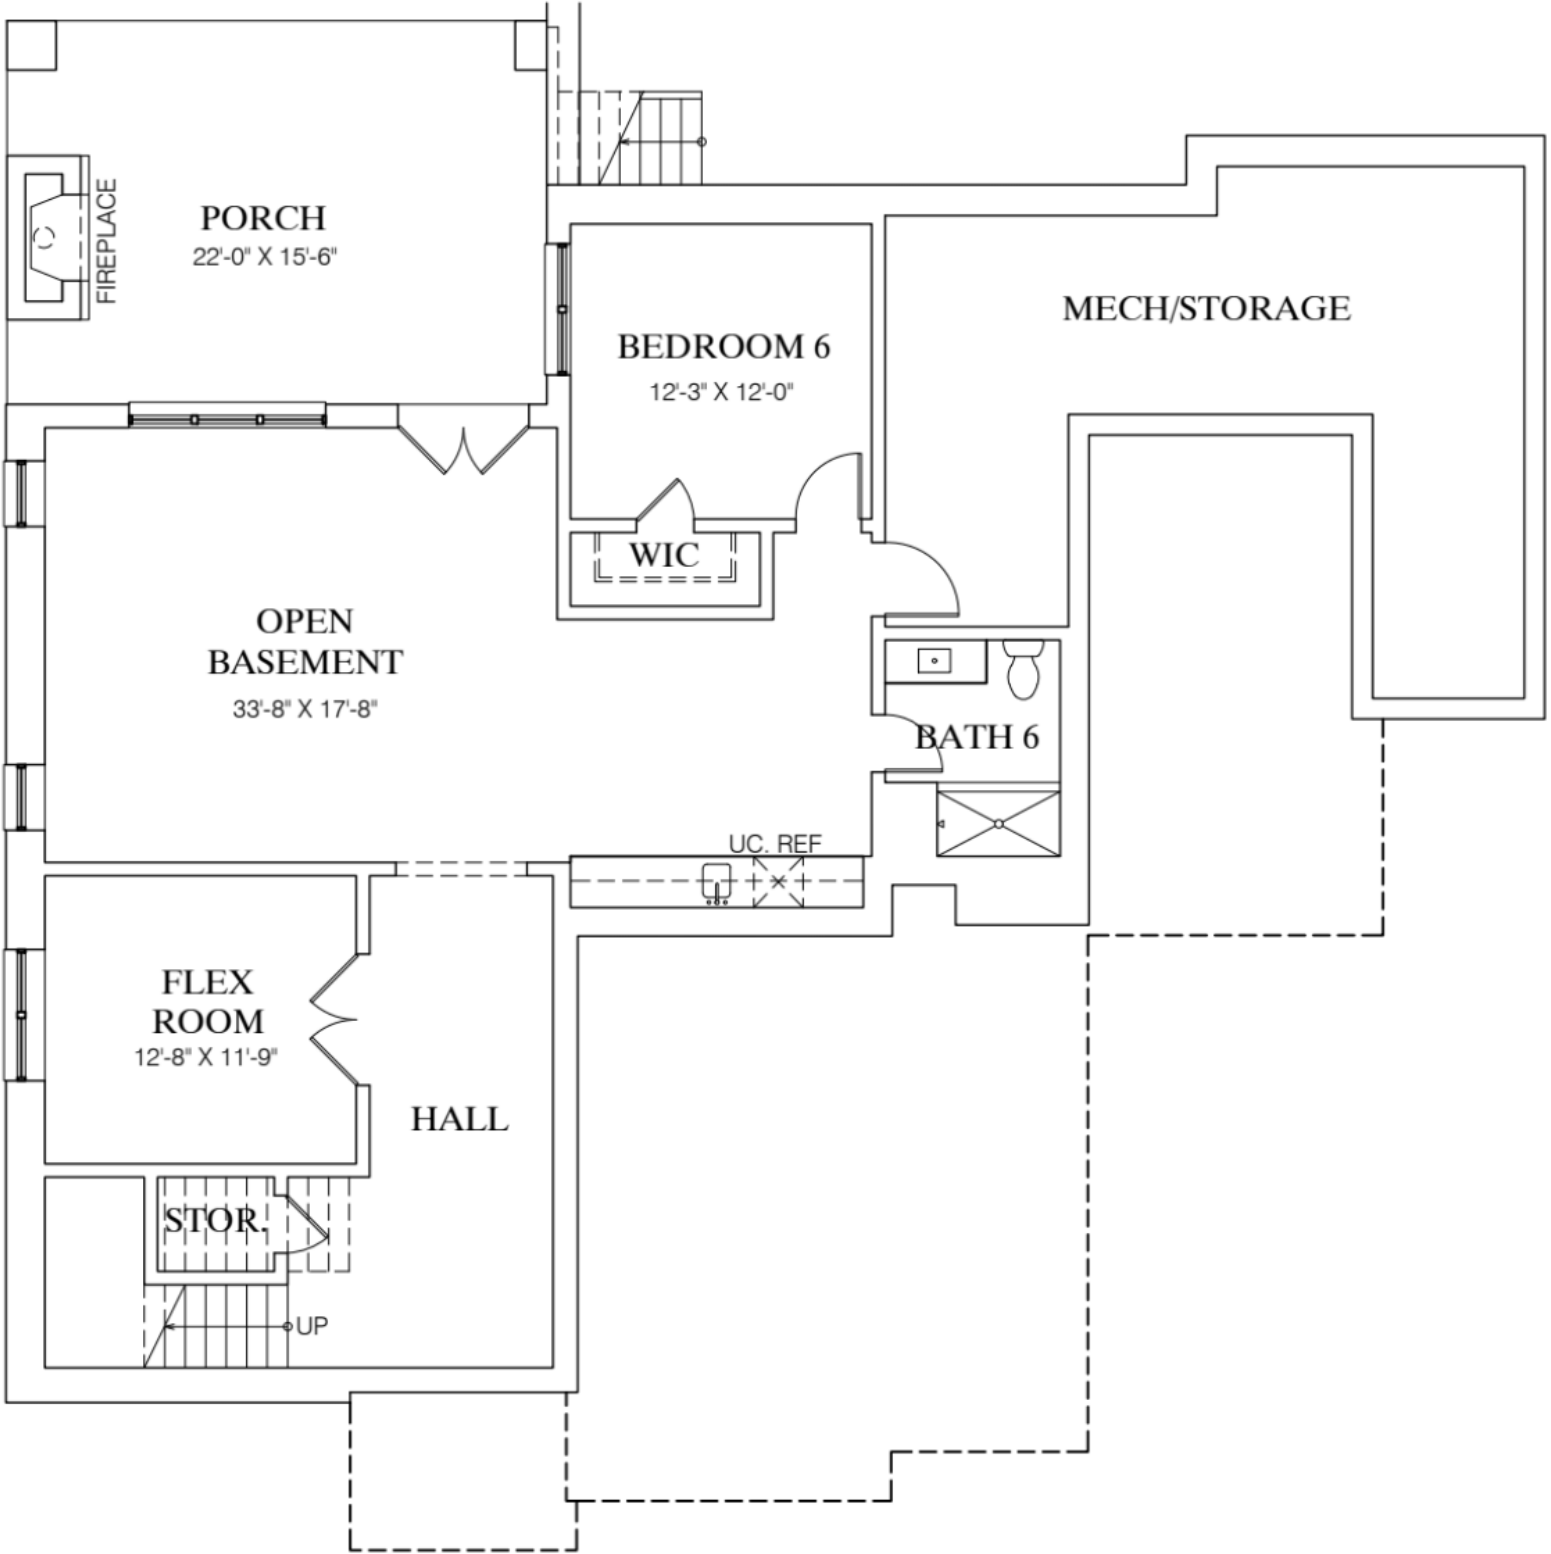 PORCH
22'-0" X 15'-6"
FIREPLACE
BEDROOM 6
12'-3" X 12'-0"
MECH/STORAGE
WIC
OPEN
BASEMENT
33'-8" X 17'-8"
BATH 6
UC. REF
FLEX
ROOM
12'-8" X 11'-9"
HALL
STOR.
UP